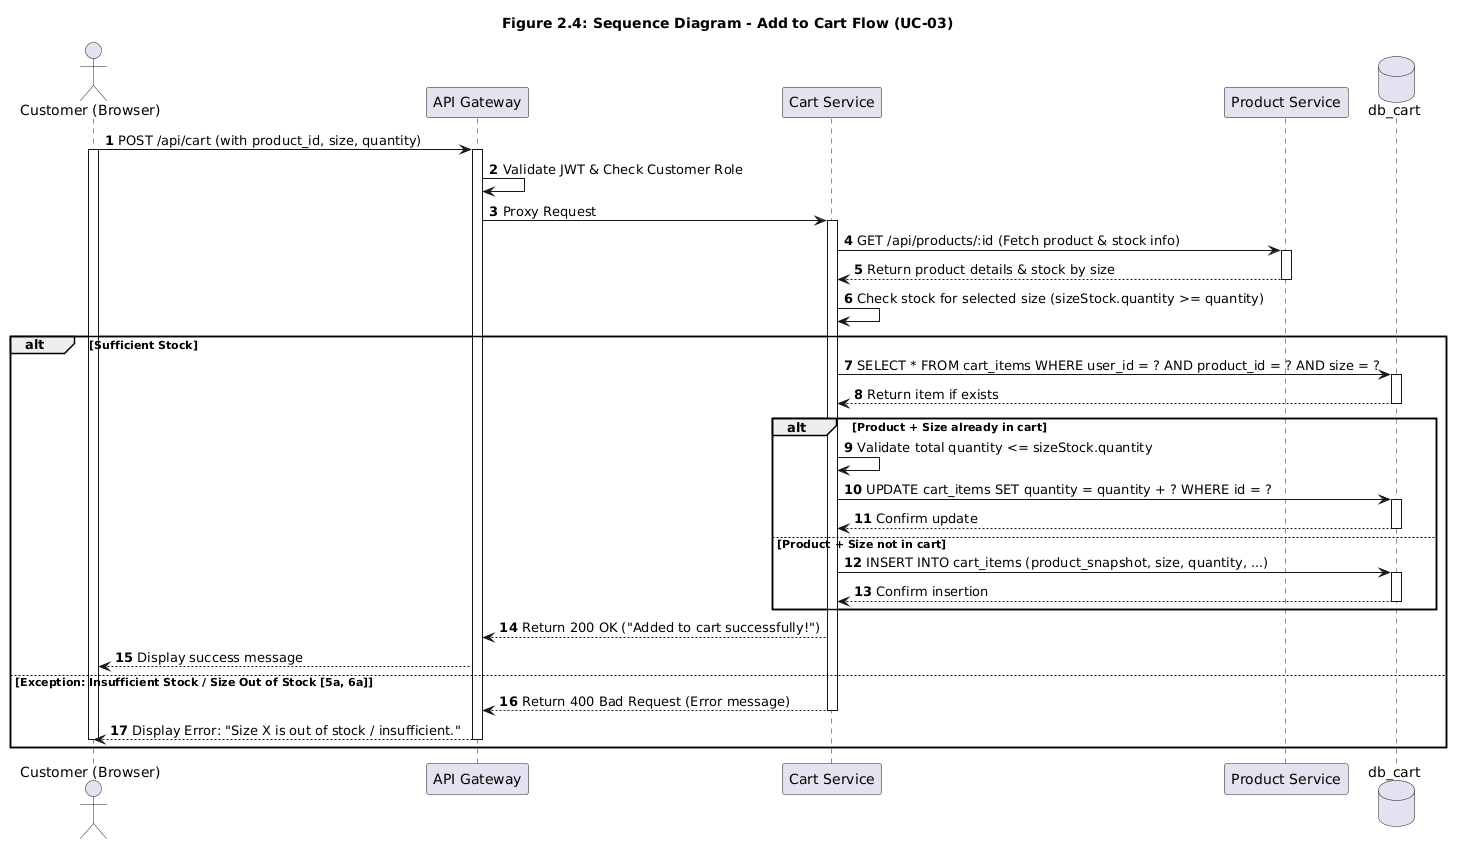 Figure 2.4: Sequence Diagram - Add to Cart Flow (UC-03)
Customer (Browser)
API Gateway
Cart Service
Product Service
db_cart
1 POST /api/cart (with product_id, size, quantity)
2 Validate JWT & Check Customer Role
3 Proxy Request
4 GET /api/products/:id (Fetch product & stock info)
5 Return product details & stock by size
6 Check stock for selected size (sizeStock.quantity >= quantity)
alt [Sufficient Stock]
7 SELECT * FROM cart_items WHERE user_id = ? AND product_id = ? AND size = ?
8 Return item if exists
alt [Product + Size already in cart]
9 Validate total quantity <= sizeStock.quantity
10 UPDATE cart_items SET quantity = quantity + ? WHERE id = ?
11 Confirm update
[Product + Size not in cart]
12 INSERT INTO cart_items (product_snapshot, size, quantity, ...)
13 Confirm insertion
14 Return 200 OK ("Added to cart successfully!")
15 Display success message
[Exception: Insufficient Stock / Size Out of Stock [5a, 6a]]
16 Return 400 Bad Request (Error message)
17 Display Error: "Size X is out of stock / insufficient."
Customer (Browser)
API Gateway
Cart Service
Product Service
db_cart